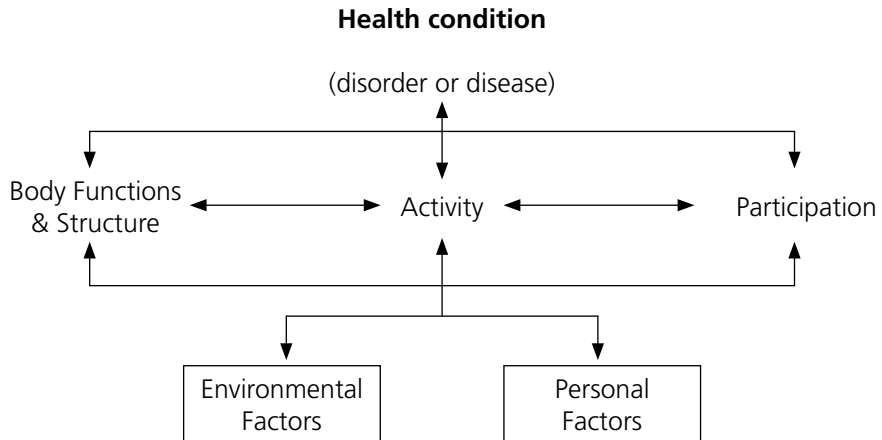 Health condition
(disorder or disease)
Body Functions
& Structure
Activity
Participation
Environmental
Factors
Personal
Factors